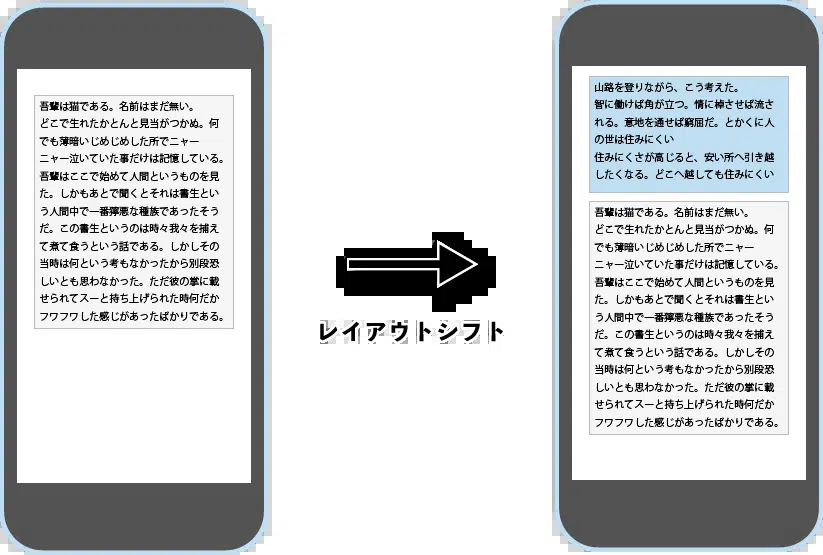 吾輩は猫である。名前はまだ無い。
どこで生れたかとんと見当がつかぬ。何
でも薄暗いじめじめした所でニャー
ニャー泣いていた事だけは記憶している。
吾輩はここで始めて人間というものを見
た。しかもあとで聞くとそれは書生とい
う人間中で一番獰悪な種族であったそう
だ。この書生というのは時々我々を捕え
て煮て食うという話である。しかしその
当時は何という考もなかったから別段恐
しいとも思わなかった。ただ彼の掌に載
せられてスーと持ち上げられた時何だか
フワフワした感じがあったばかりである。
レイアウトシフト
山路を登りながら、こう考えた。
智に働けば角が立つ。情に棹させば流さ
れる。意地を通せば窮屈だ。とかくに人
の世は住みにくい
住みにくさが高じると、安い所へ引き越
したくなる。どこへ越しても住みにくい
吾輩は猫である。名前はまだ無い。
どこで生れたかとんと見当がつかぬ。何
でも薄暗いじめじめした所でニャー
ニャー泣いていた事だけは記憶している。
吾輩はここで始めて人間というものを見
た。しかもあとで聞くとそれは書生とい
う人間中で一番獰悪な種族であったそう
だ。この書生というのは時々我々を捕え
て煮て食うという話である。しかしその
当時は何という考もなかったから別段恐
しいとも思わなかった。ただ彼の掌に載
せられてスーと持ち上げられた時何だか
フワフワした感じがあったばかりである。